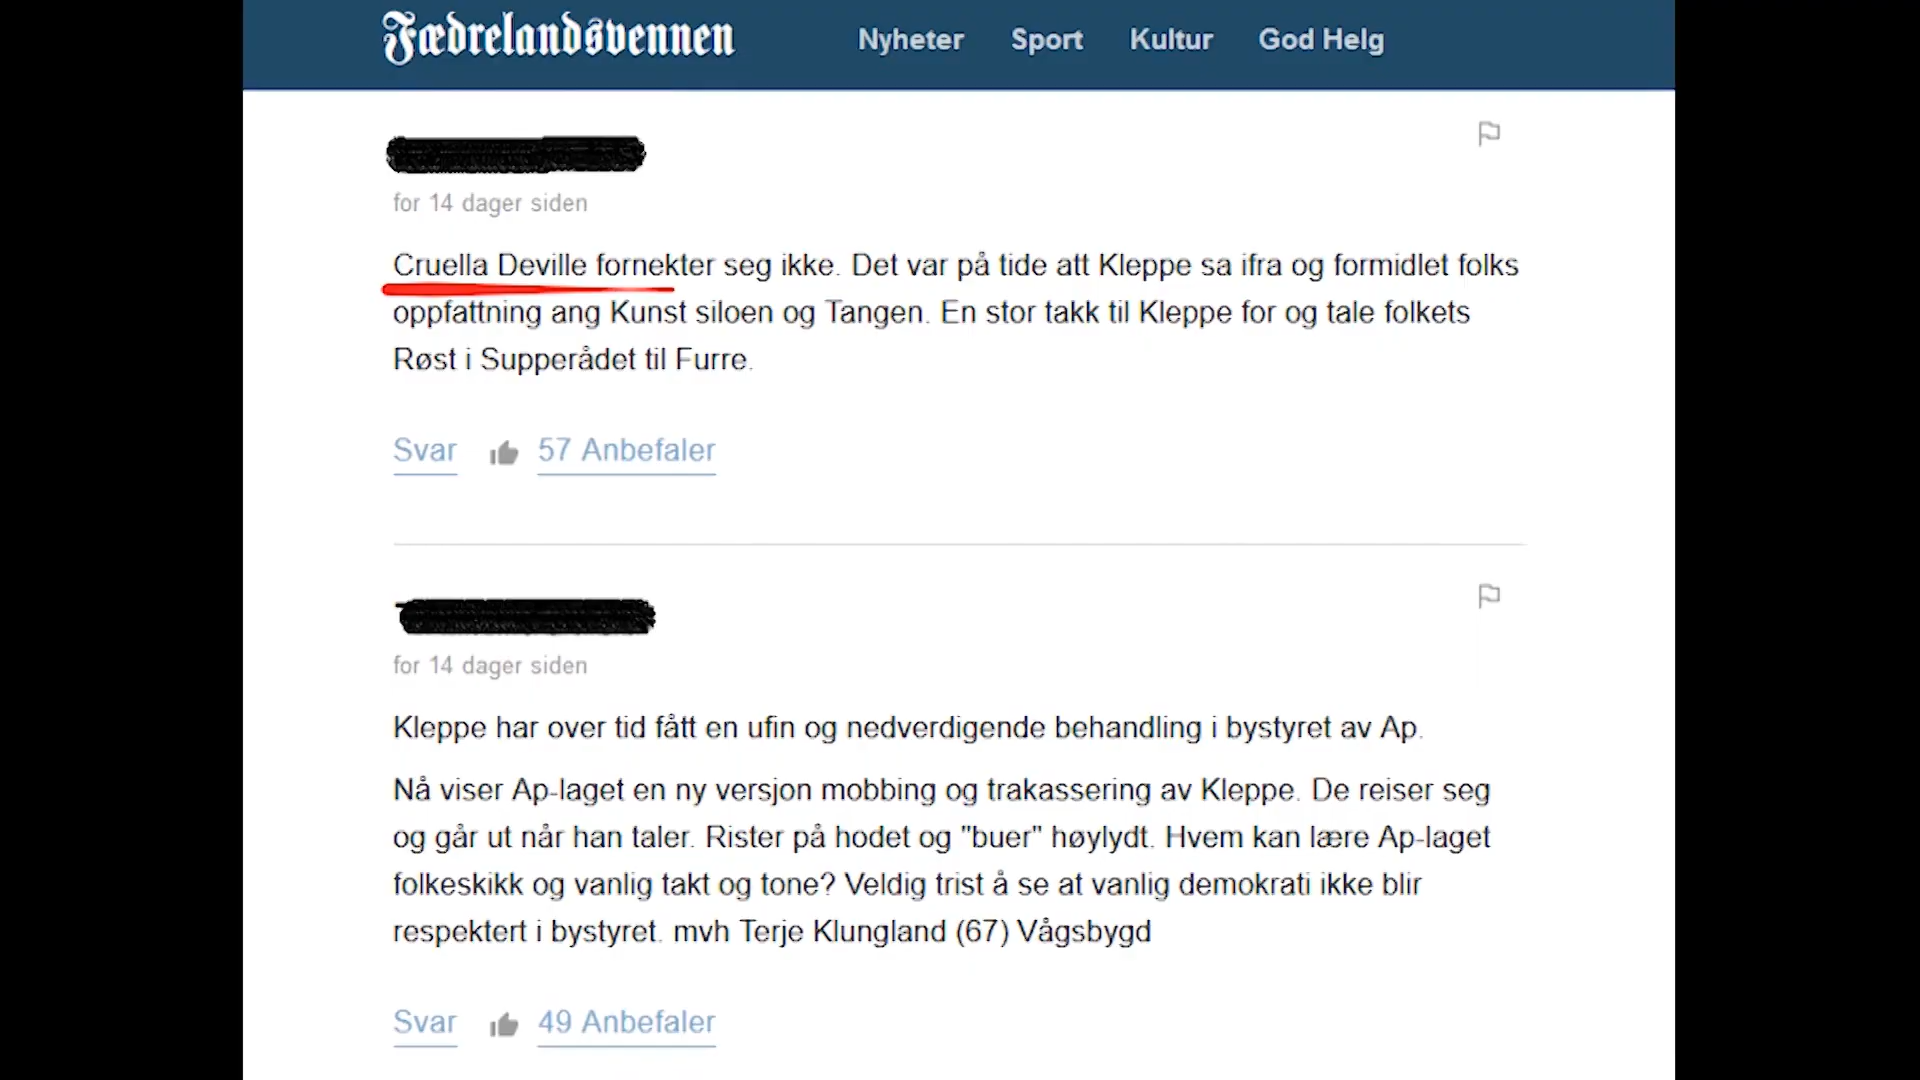 Fædrelandsvennen Nyheter Sport Kultur God Helg
for 14 dager siden
Cruella Deville fornekter seg ikke. Det var på tide att Kleppe sa ifra og formidlet folks
oppfattning ang Kunst siloen og Tangen. En stor takk til Kleppe for og tale folkets
Røst i Supperådet til Furre.
Svar 57 Anbefaler
for 14 dager siden
Kleppe har over tid fått en ufin og nedverdigende behandling i bystyret av Ap.
Nå viser Ap-laget en ny versjon mobbing og trakassering av Kleppe. De reiser seg
og går ut når han taler. Rister på hodet og "buer" høylydt. Hvem kan lære Ap-laget
folkeskikk og vanlig takt og tone? Veldig trist å se at vanlig demokrati ikke blir
respektert i bystyret. mvh Terje Klungland (67) Vågsbygd
Svar 49 Anbefaler